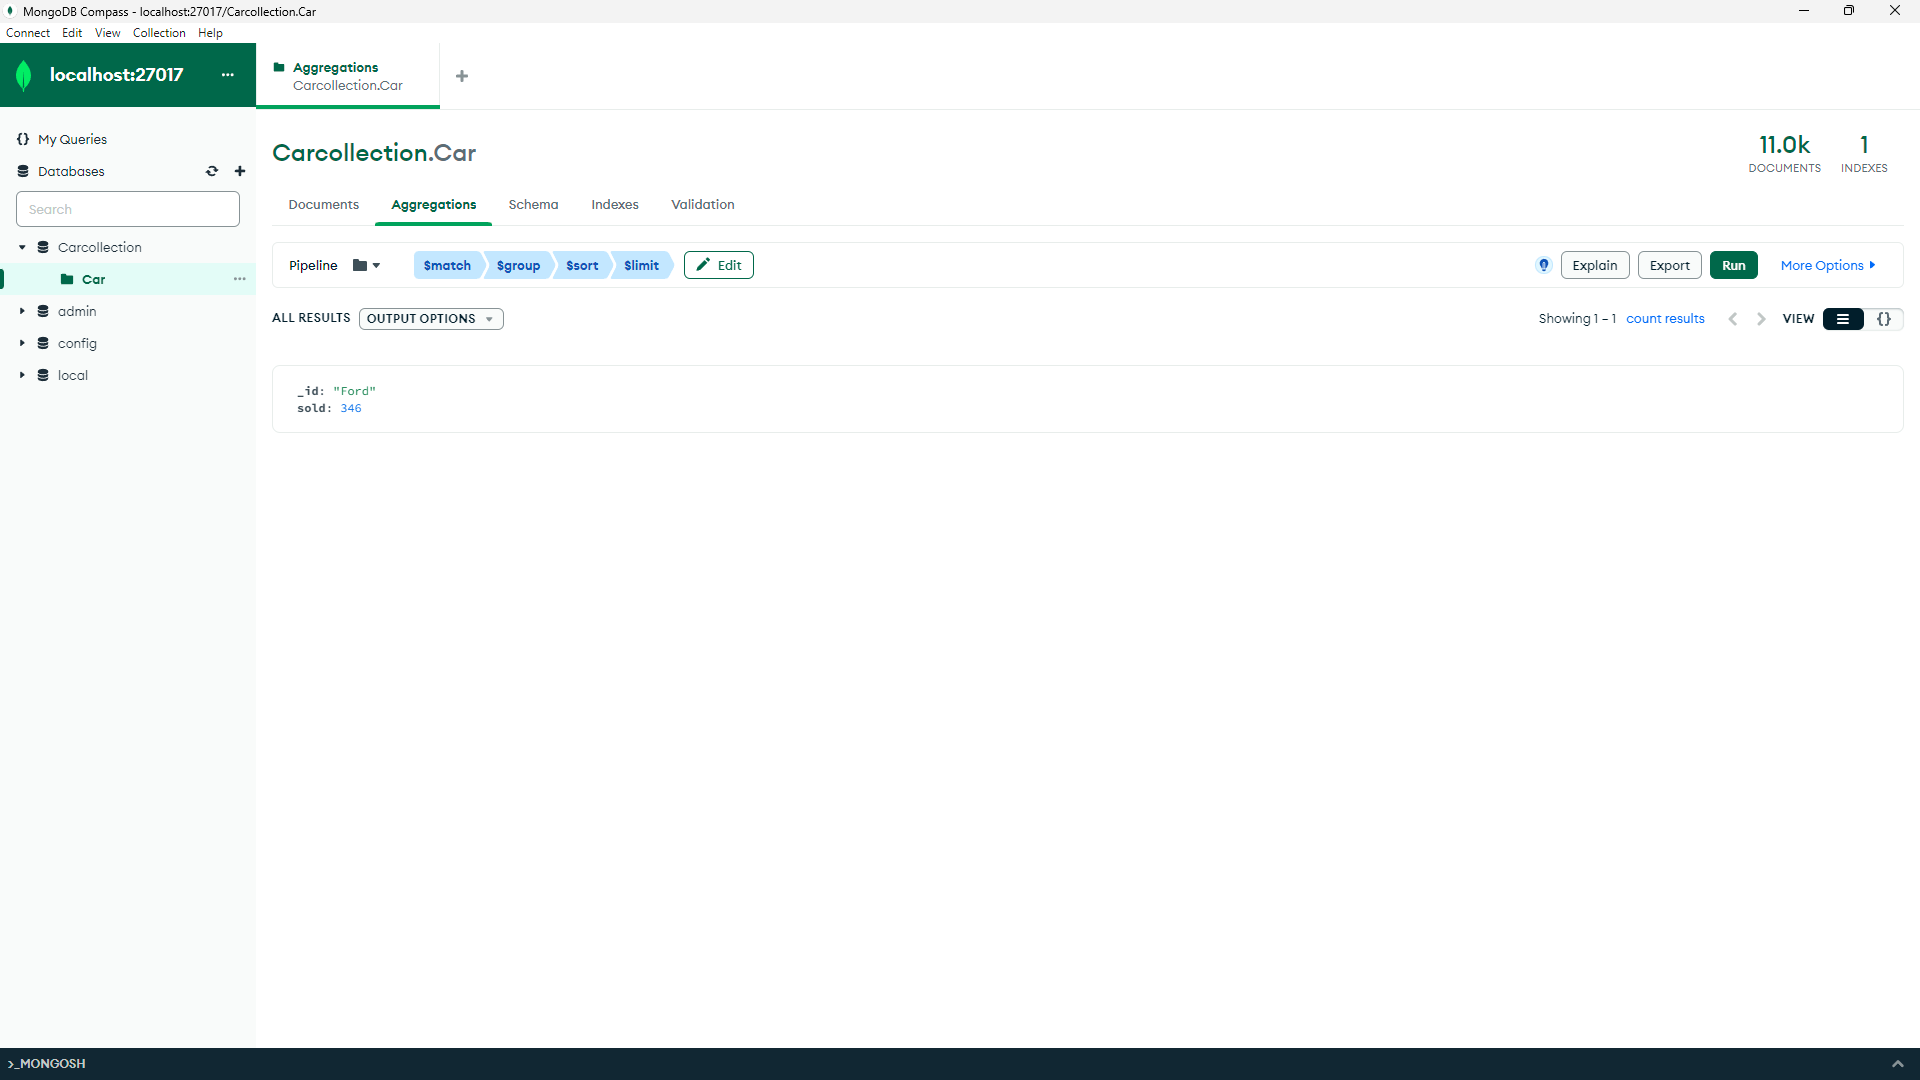 MongoDB Compass - localhost:27017/Carcollection.Car
Connect Edit View Collection Help
localhost:27017
Aggregations
Carcollection.Car
My Queries
Databases
Search
Carcollection
Car
admin
config
local
Carcollection.Car
11.0k
DOCUMENTS
1
INDEXES
Documents Aggregations Schema Indexes Validation
Pipeline $match $group $sort $limit Edit Explain Export Run More Options
ALL RESULTS OUTPUT OPTIONS Showing 1 – 1 count results VIEW {}
_id: "Ford"
sold: 346
>_MONGOSH